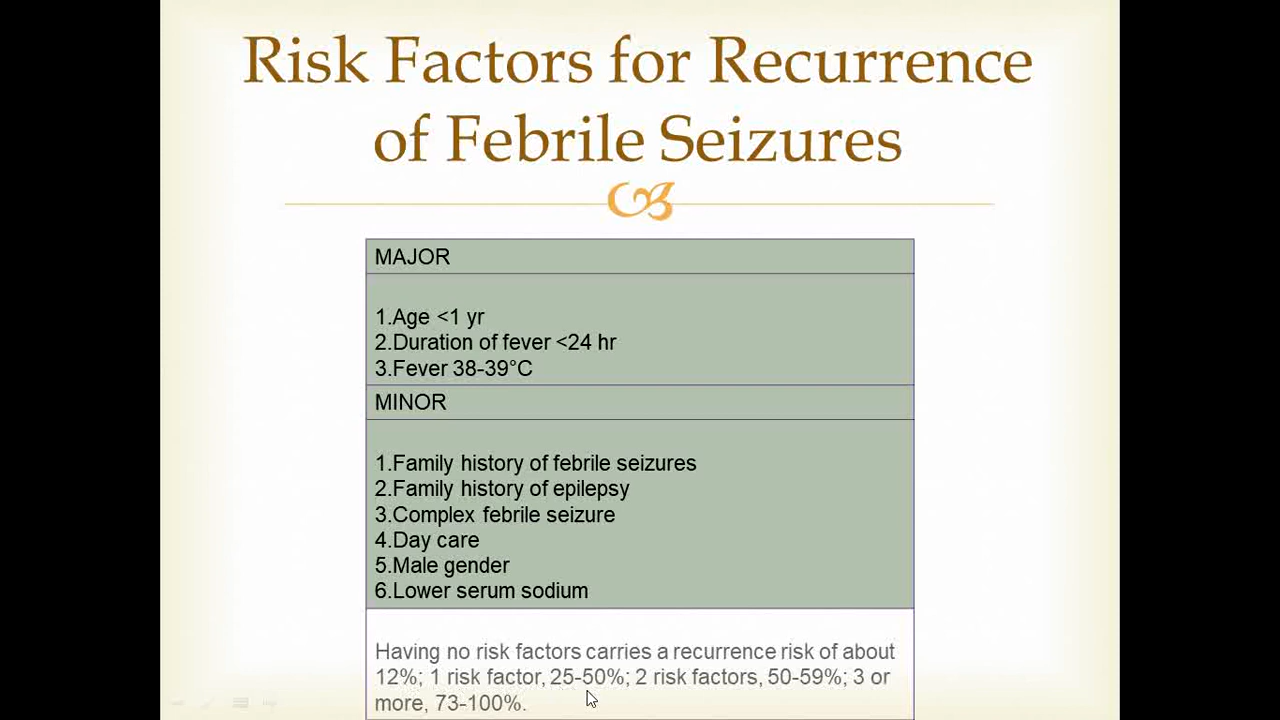 Risk Factors for Recurrence
of Febrile Seizures
MAJOR
1.Age <1 yr
2.Duration of fever <24 hr
3.Fever 38-39°C
MINOR
1.Family history of febrile seizures
2.Family history of epilepsy
3.Complex febrile seizure
4.Day care
5.Male gender
6.Lower serum sodium
Having no risk factors carries a recurrence risk of about
12%; 1 risk factor, 25-50%; 2 risk factors, 50-59%; 3 or
more, 73-100%.